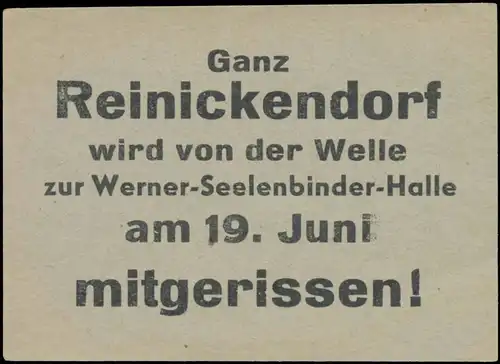 Ganz
Reinickendorf
wird von der Welle
zur Werner-Seelenbinder-Halle
am 19. Juni
mitgerissen!